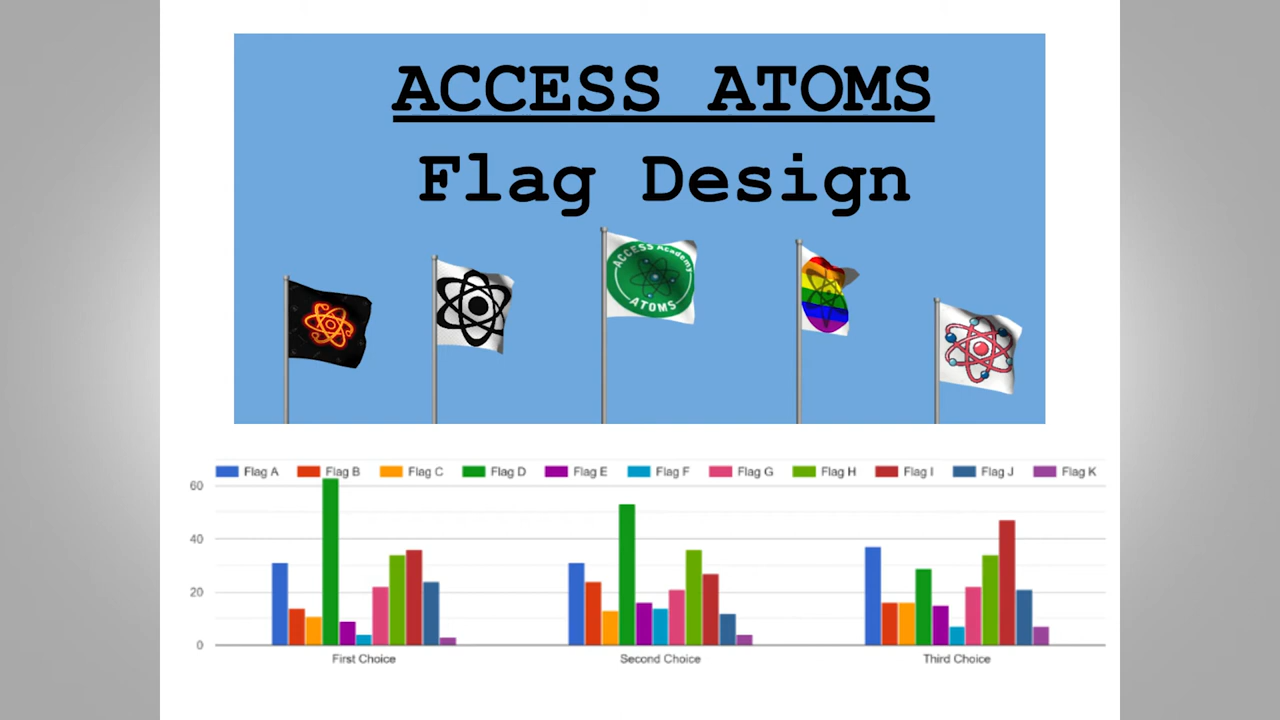 ACCESS ATOMS
Flag Design
ACCESS Academy
ATOMS
Flag A Flag B Flag C Flag D Flag E Flag F Flag G Flag H Flag I Flag J Flag K
60
40
20
0
First Choice Second Choice Third Choice